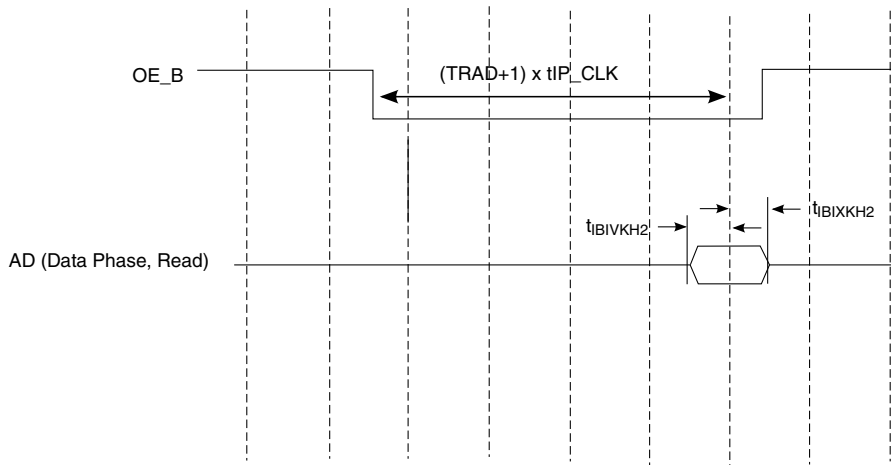 (TRAD+1) x tIP_CLK
OE_B
tIBIVKH2
tIBIXKH2
AD (Data Phase, Read)